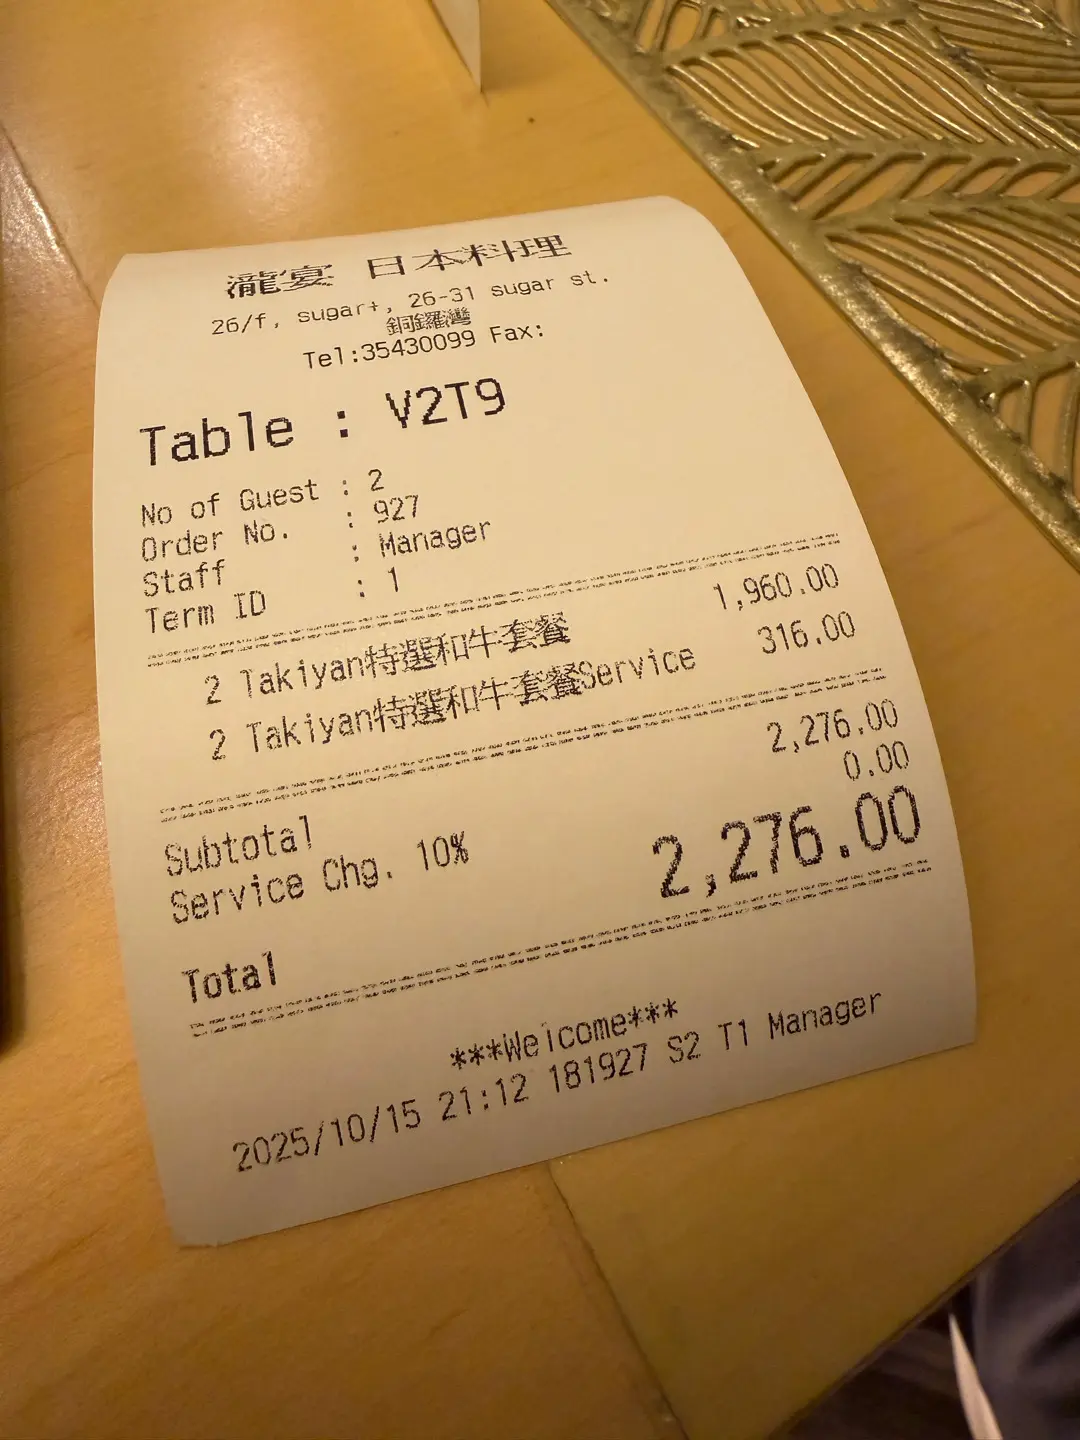 瀧宴 日本料理
26/f, sugar+, 26-31 sugar st.
銅鑼灣
Tel:35430099 Fax:
Table : V2T9
No of Guest : 2
Order No. : 927
Staff : Manager
Term ID : 1
2 Takiyan特選和牛套餐 1,960.00
2 Takiyan特選和牛套餐Service 316.00
Subtotal 2,276.00
Service Chg. 10% 0.00
Total 2,276.00
***Welcome***
2025/10/15 21:12 181927 S2 T1 Manager